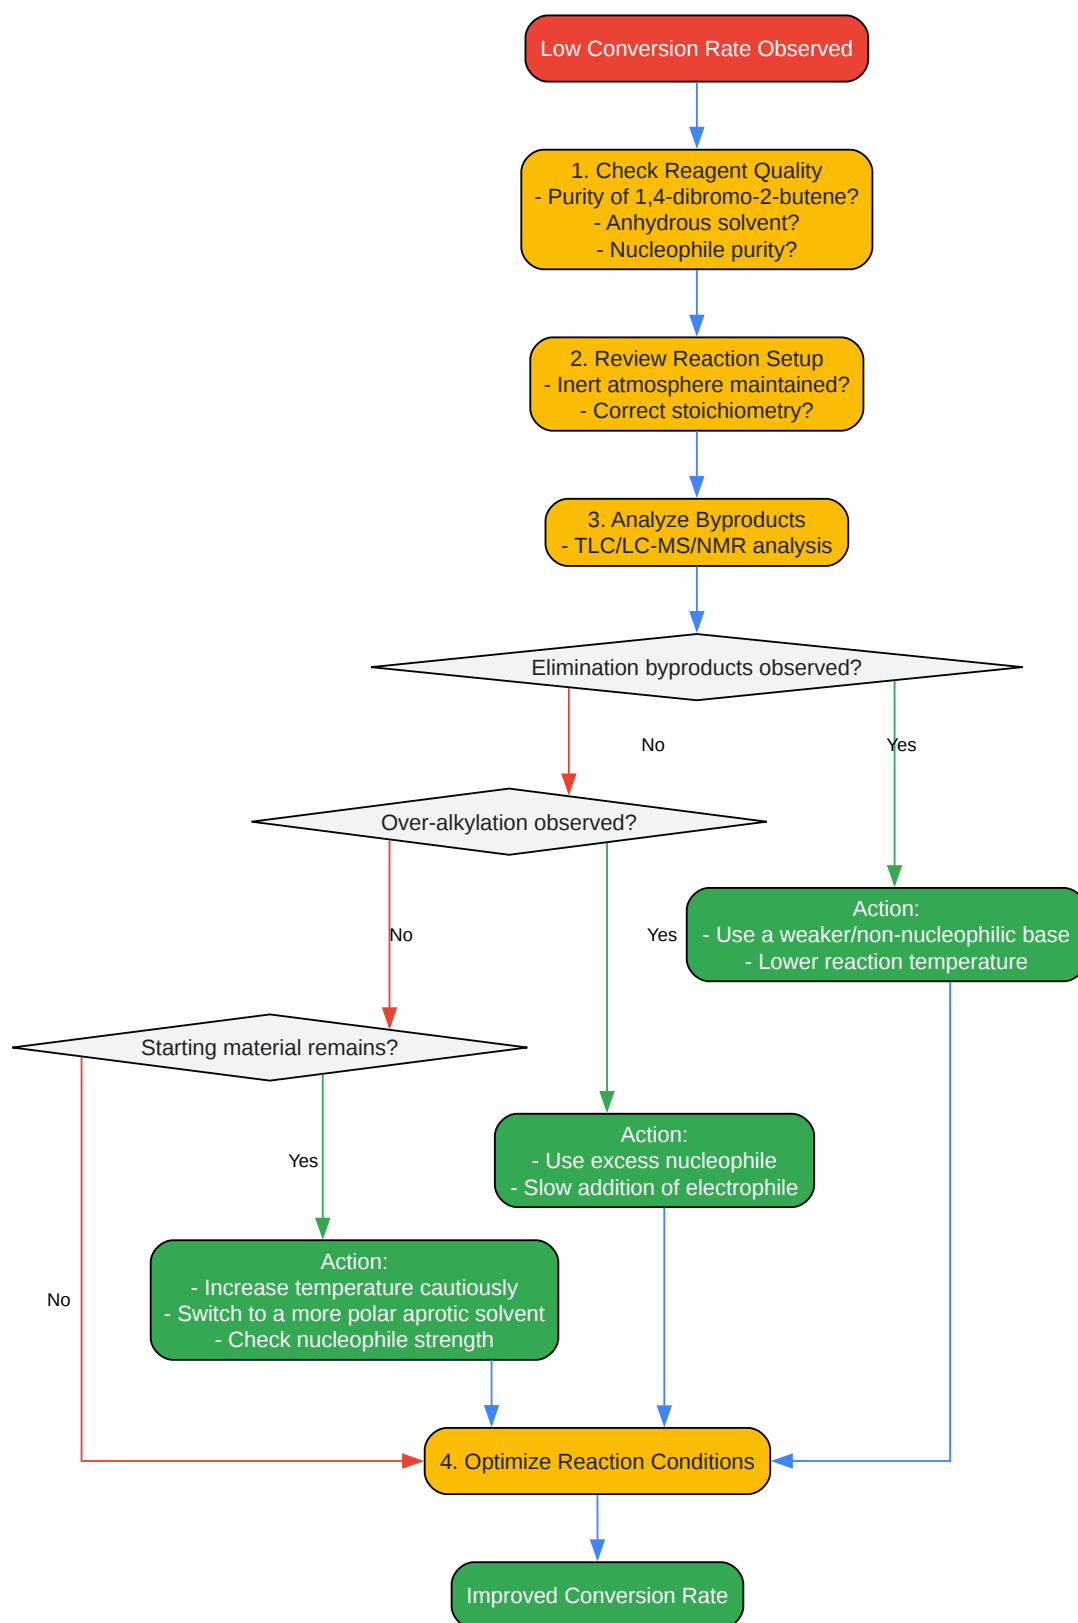 Low Conversion Rate Observed
1. Check Reagent Quality
- Purity of 1,4-dibromo-2-butene?
- Anhydrous solvent?
- Nucleophile purity?
2. Review Reaction Setup
- Inert atmosphere maintained?
- Correct stoichiometry?
3. Analyze Byproducts
- TLC/LC-MS/NMR analysis
Elimination byproducts observed?
No
Yes
Over-alkylation observed?
No
Yes
Action:
- Use a weaker/non-nucleophilic base
- Lower reaction temperature
Starting material remains?
Yes
No
Action:
- Use excess nucleophile
- Slow addition of electrophile
Action:
- Increase temperature cautiously
- Switch to a more polar aprotic solvent
- Check nucleophile strength
4. Optimize Reaction Conditions
Improved Conversion Rate